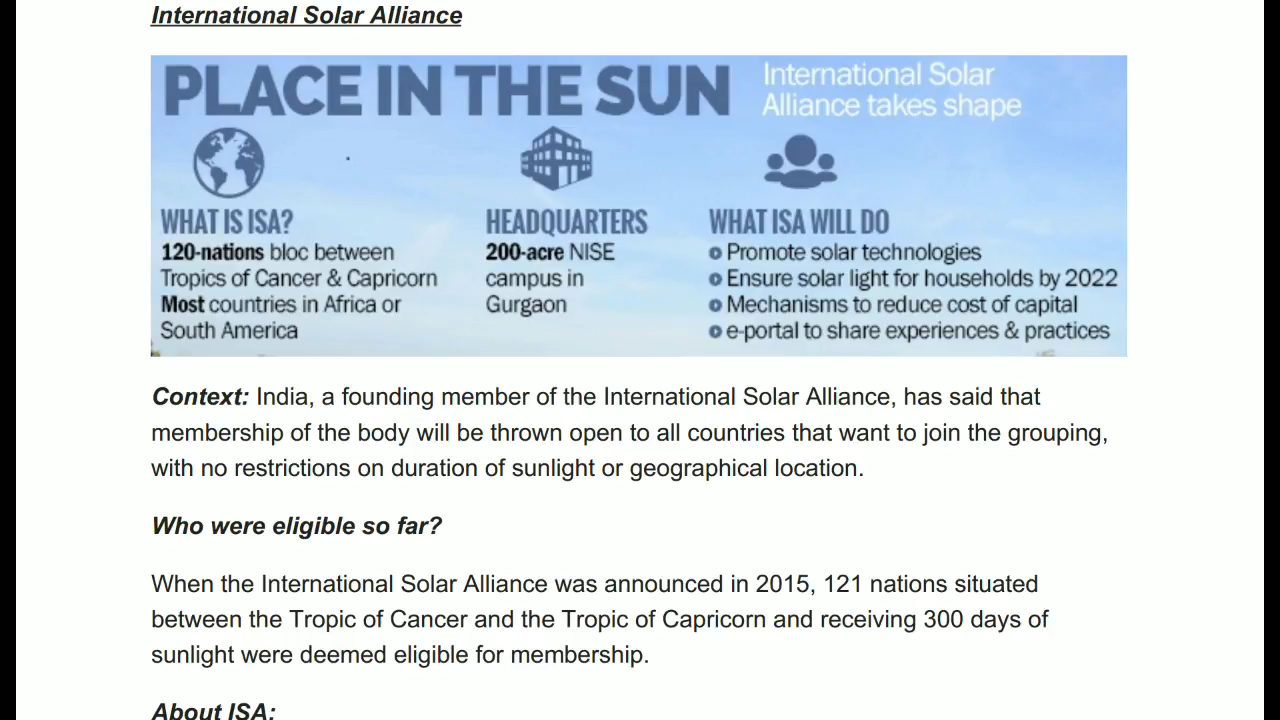 International Solar Alliance
PLACE IN THE SUN
International Solar
Alliance takes shape
WHAT IS ISA?
120-nations bloc between
Tropics of Cancer & Capricorn
Most countries in Africa or
South America
HEADQUARTERS
200-acre NISE
campus in
Gurgaon
WHAT ISA WILL DO
Promote solar technologies
Ensure solar light for households by 2022
Mechanisms to reduce cost of capital
e-portal to share experiences & practices
Context: India, a founding member of the International Solar Alliance, has said that
membership of the body will be thrown open to all countries that want to join the grouping,
with no restrictions on duration of sunlight or geographical location.
Who were eligible so far?
When the International Solar Alliance was announced in 2015, 121 nations situated
between the Tropic of Cancer and the Tropic of Capricorn and receiving 300 days of
sunlight were deemed eligible for membership.
About ISA: